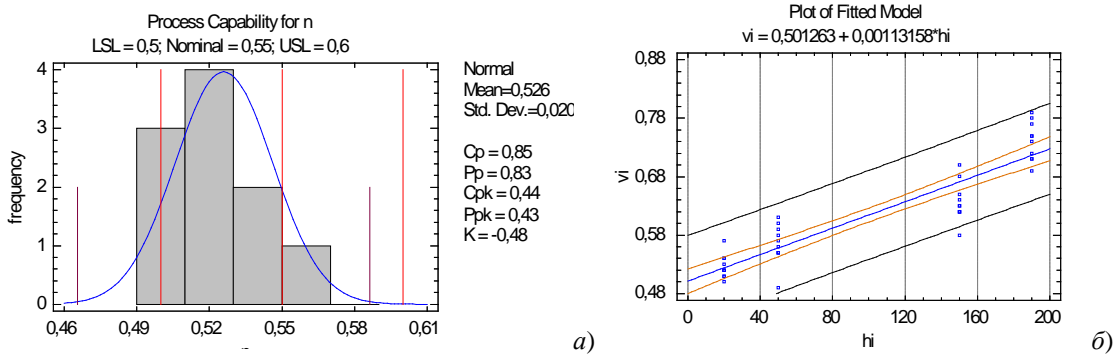 Process Capability for n
LSL = 0,5; Nominal = 0,55; USL = 0,6
frequency
4
3
2
1
0
0,46
0,49
0,52
0,55
0,58
0,61
Normal
Mean=0,526
Std. Dev.=0,020
Cp = 0,85
Pp = 0,83
Cpk = 0,44
Ppk = 0,43
K = -0,48
а)
Plot of Fitted Model
vi = 0,501263 + 0,00113158*hi
vi
0,88
0,78
0,68
0,58
0,48
0
40
80
120
160
200
hi
б)